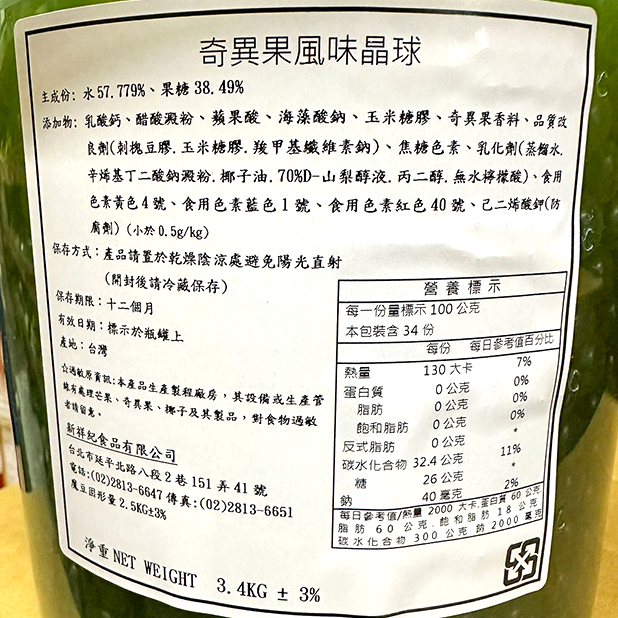 奇異果風味晶球
主成份: 水57.779%、果糖38.49%
添加物: 乳酸鈣、醋酸澱粉、蘋果酸、海藻酸鈉、玉米糖膠、奇異果香料、品質改
良劑(刺槐豆膠.玉米糖膠.羧甲基纖維素鈉)、焦糖色素、乳化劑(蒸餾水.
辛烯基丁二酸鈉澱粉.椰子油.70%D-山梨醇液.丙二醇.無水檸檬酸)、食用
色素黃色4號、食用色素藍色1號、食用色素紅色40號、己二烯酸鉀(防
腐劑)(小於0.5g/kg)
保存方式: 產品請置於乾燥陰涼處避免陽光直射
(開封後請冷藏保存)
保存期限: 十二個月
有效日期: 標示於瓶罐上
產地: 台灣
☆過敏原資訊:本產品生產製程廠房，其設備或生產管
線有處理芒果、奇異果、椰子及其製品，對食物過敏
者請留意。
新祥紀食品有限公司
台北市延平北路八段2巷151弄41號
電話:(02)2813-6647 傳真:(02)2813-6651
魔豆固形量2.5KG±3%
淨重NET WEIGHT 3.4KG ± 3%
營養標示
每一份量標示100公克
本包裝含34份
每份 每日參考值百分比
熱量 130大卡 7%
蛋白質 0公克 0%
脂肪 0公克 0%
飽和脂肪 0公克 0%
反式脂肪 0公克 *
碳水化合物 32.4公克 11%
糖 26公克 *
鈉 40毫克 2%
每日參考值/熱量2000大卡.蛋白質60公克
脂肪60公克.飽和脂肪18公克
碳水化合物300公克 鈉2000毫克